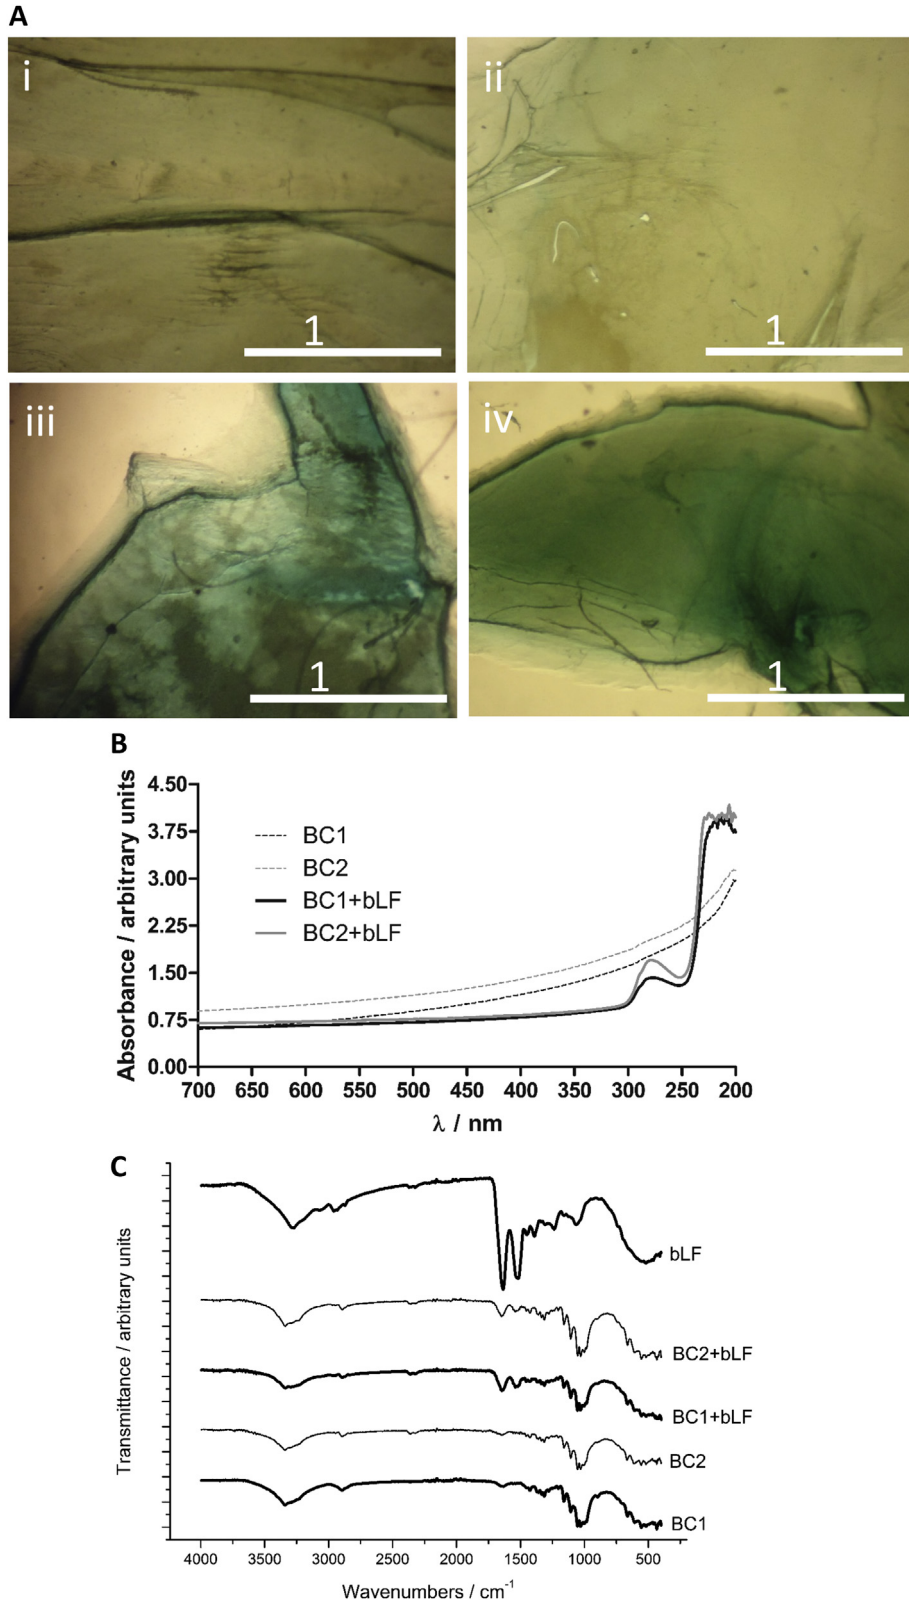 A
i
ii
1
1
iii
iv
1
1
B
Absorbance / arbitrary units
4.50
3.75
3.00
2.25
1.50
0.75
0.00
BC1
BC2
BC1+bLF
BC2+bLF
700 650 600 550 500 450 400 350 300 250 200
λ / nm
C
Transmittance / arbitrary units
bLF
BC2+bLF
BC1+bLF
BC2
BC1
4000 3500 3000 2500 2000 1500 1000 500
Wavenumbers / cm⁻¹